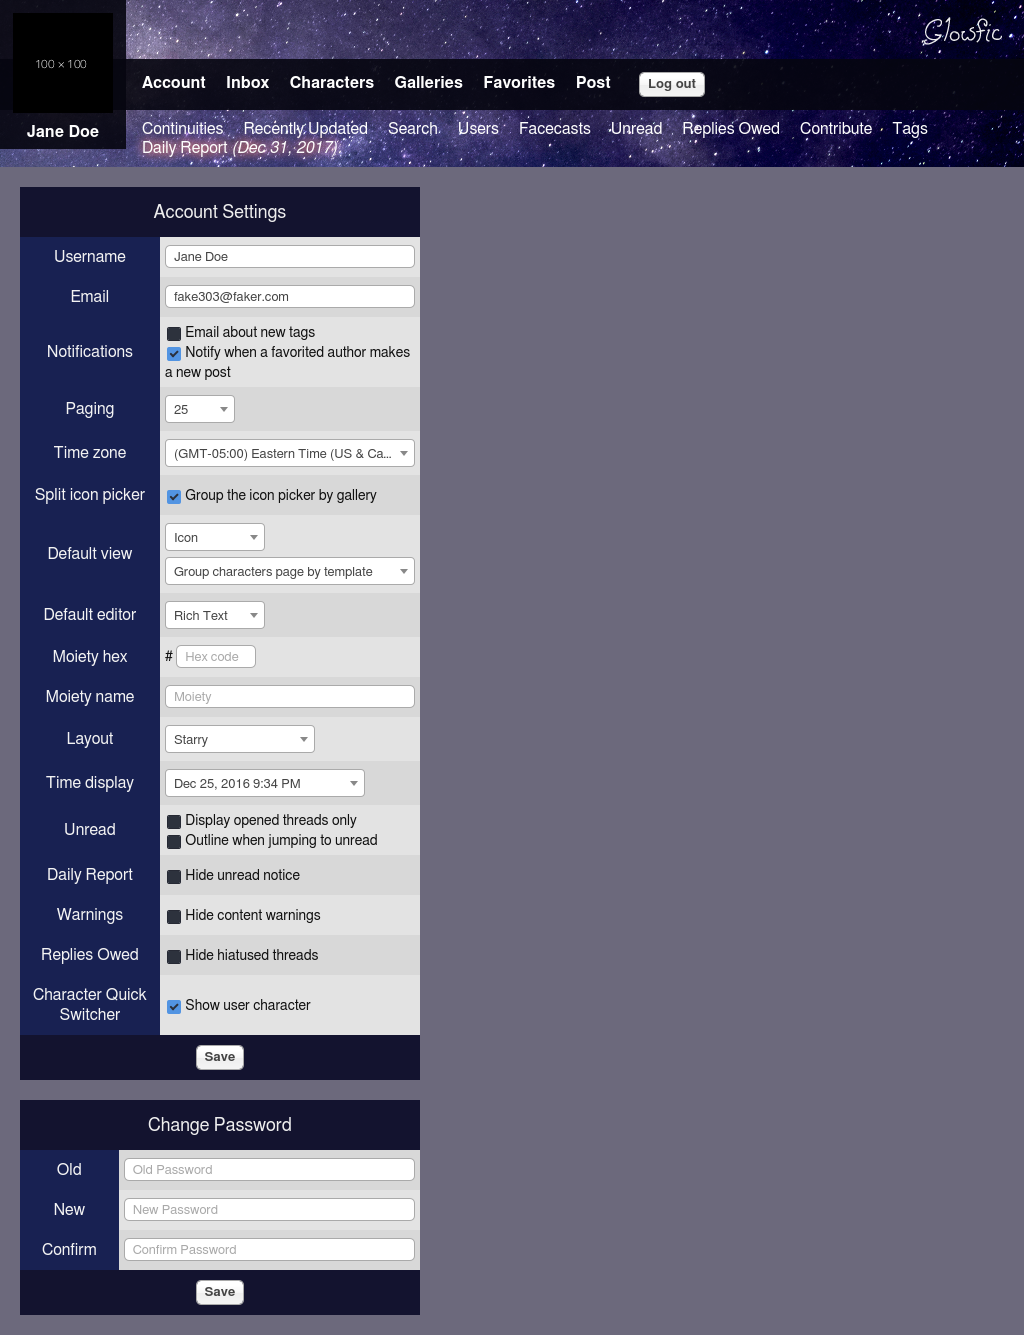 Glowfic
100 × 100
Account Inbox Characters Galleries Favorites Post Log out
Jane Doe
Continuities Recently Updated Search Users Facecasts Unread Replies Owed Contribute Tags
Daily Report (Dec 31, 2017)
Account Settings
Username Jane Doe
Email fake303@faker.com
Notifications Email about new tags
Notify when a favorited author makes
a new post
Paging 25
Time zone (GMT-05:00) Eastern Time (US & Ca...
Split icon picker Group the icon picker by gallery
Default view Icon
Group characters page by template
Default editor Rich Text
Moiety hex # Hex code
Moiety name Moiety
Layout Starry
Time display Dec 25, 2016 9:34 PM
Unread Display opened threads only
Outline when jumping to unread
Daily Report Hide unread notice
Warnings Hide content warnings
Replies Owed Hide hiatused threads
Character Quick
Switcher Show user character
Save
Change Password
Old Old Password
New New Password
Confirm Confirm Password
Save